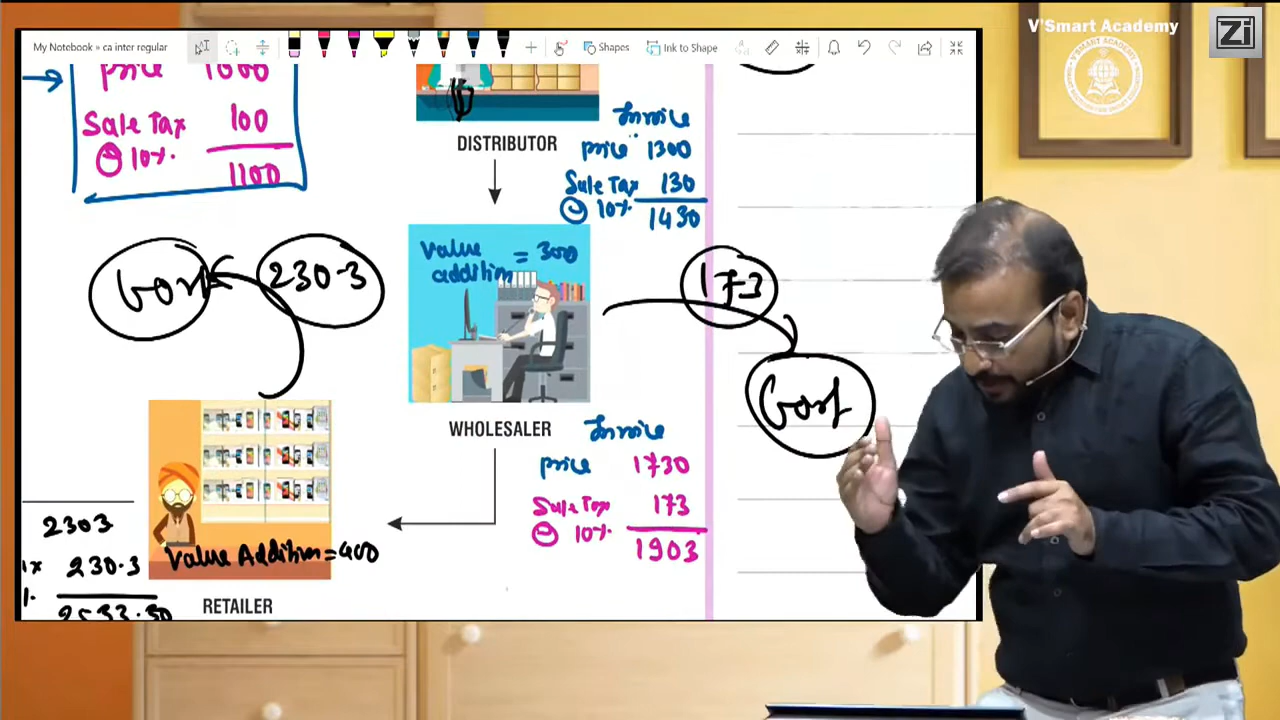 V'Smart Academy
Zi
My Notebook » ca inter regular
Shapes
Ink to Shape
Price 1000
Sale Tax 100
@ 10%
1100
DISTRIBUTOR
Invoice
Price 1300
Sale Tax 130
@ 10%
1430
Value addition = 300
Govt
230.3
173
Govt
WHOLESALER
Invoice
Price 1730
Sale Tax 173
@ 10%
1903
2303
230.3
2533.30
Value Addition = 400
RETAILER